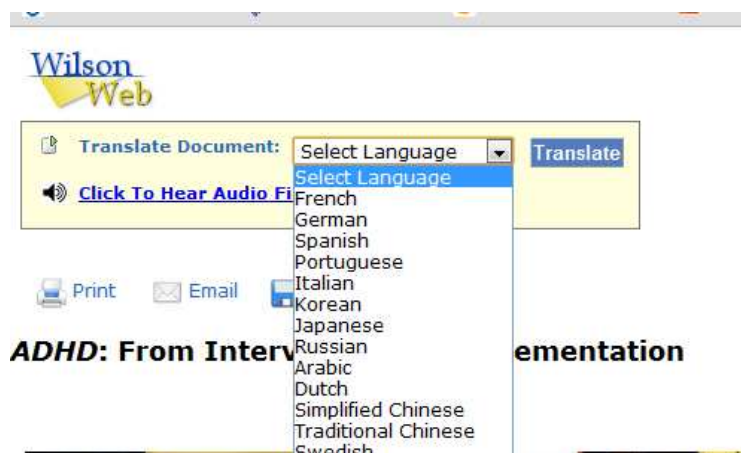 Wilson
Web
Translate Document: Select Language Translate
Select Language
Click To Hear Audio Fi
French
German
Spanish
Portuguese
Italian
Print Email
Korean
Japanese
ADHD: From Interv ementation
Russian
Arabic
Dutch
Simplified Chinese
Traditional Chinese
Swedish